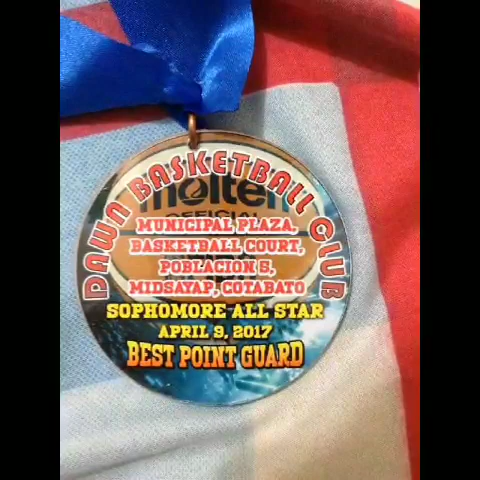 DAWN BASKETBALL CLUB
molten
OFFICIAL
MUNICIPAL PLAZA,
BASKETBALL COURT,
POBLACION 5,
MIDSAYAP, COTABATO
SOPHOMORE ALL STAR
APRIL 9, 2017
BEST POINT GUARD